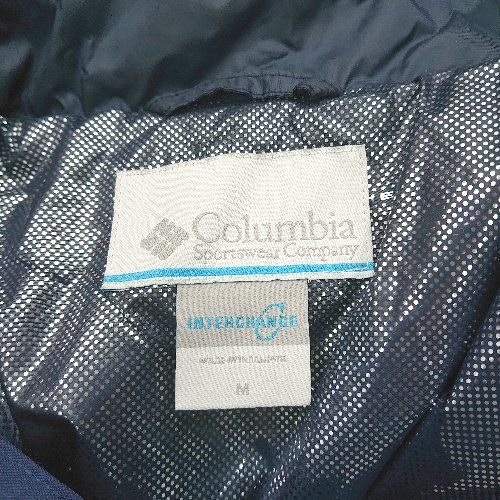 Columbia
Sportswear Company
INTERCHANGE
M